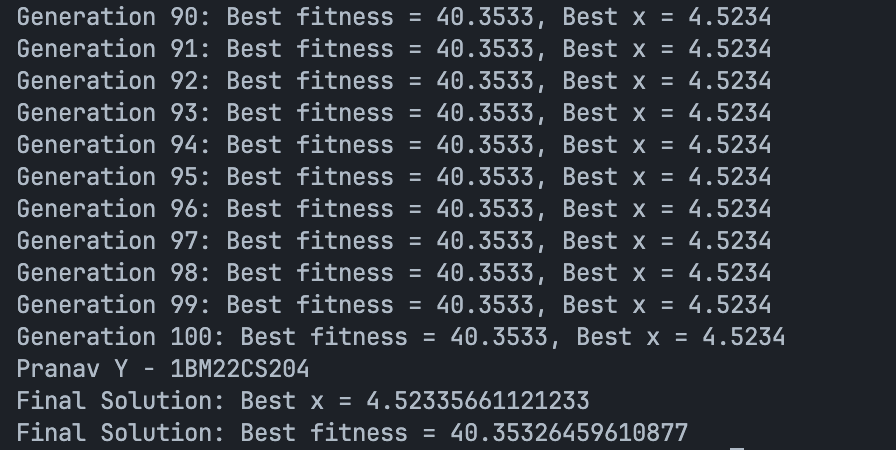 Generation 90: Best fitness = 40.3533, Best x = 4.5234
Generation 91: Best fitness = 40.3533, Best x = 4.5234
Generation 92: Best fitness = 40.3533, Best x = 4.5234
Generation 93: Best fitness = 40.3533, Best x = 4.5234
Generation 94: Best fitness = 40.3533, Best x = 4.5234
Generation 95: Best fitness = 40.3533, Best x = 4.5234
Generation 96: Best fitness = 40.3533, Best x = 4.5234
Generation 97: Best fitness = 40.3533, Best x = 4.5234
Generation 98: Best fitness = 40.3533, Best x = 4.5234
Generation 99: Best fitness = 40.3533, Best x = 4.5234
Generation 100: Best fitness = 40.3533, Best x = 4.5234
Pranav Y - 1BM22CS204
Final Solution: Best x = 4.52335661121233
Final Solution: Best fitness = 40.35326459610877